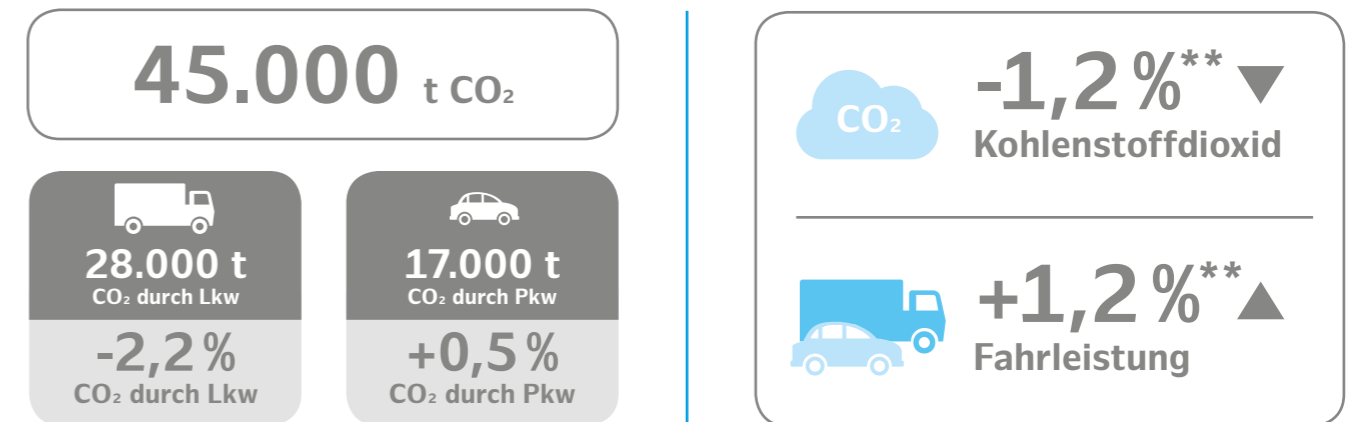 45.000 t CO₂
28.000 t
CO₂ durch Lkw
-2,2 %
CO₂ durch Lkw
17.000 t
CO₂ durch Pkw
+0,5 %
CO₂ durch Pkw
CO₂
-1,2 %**
Kohlenstoffdioxid
+1,2 %**
Fahrleistung